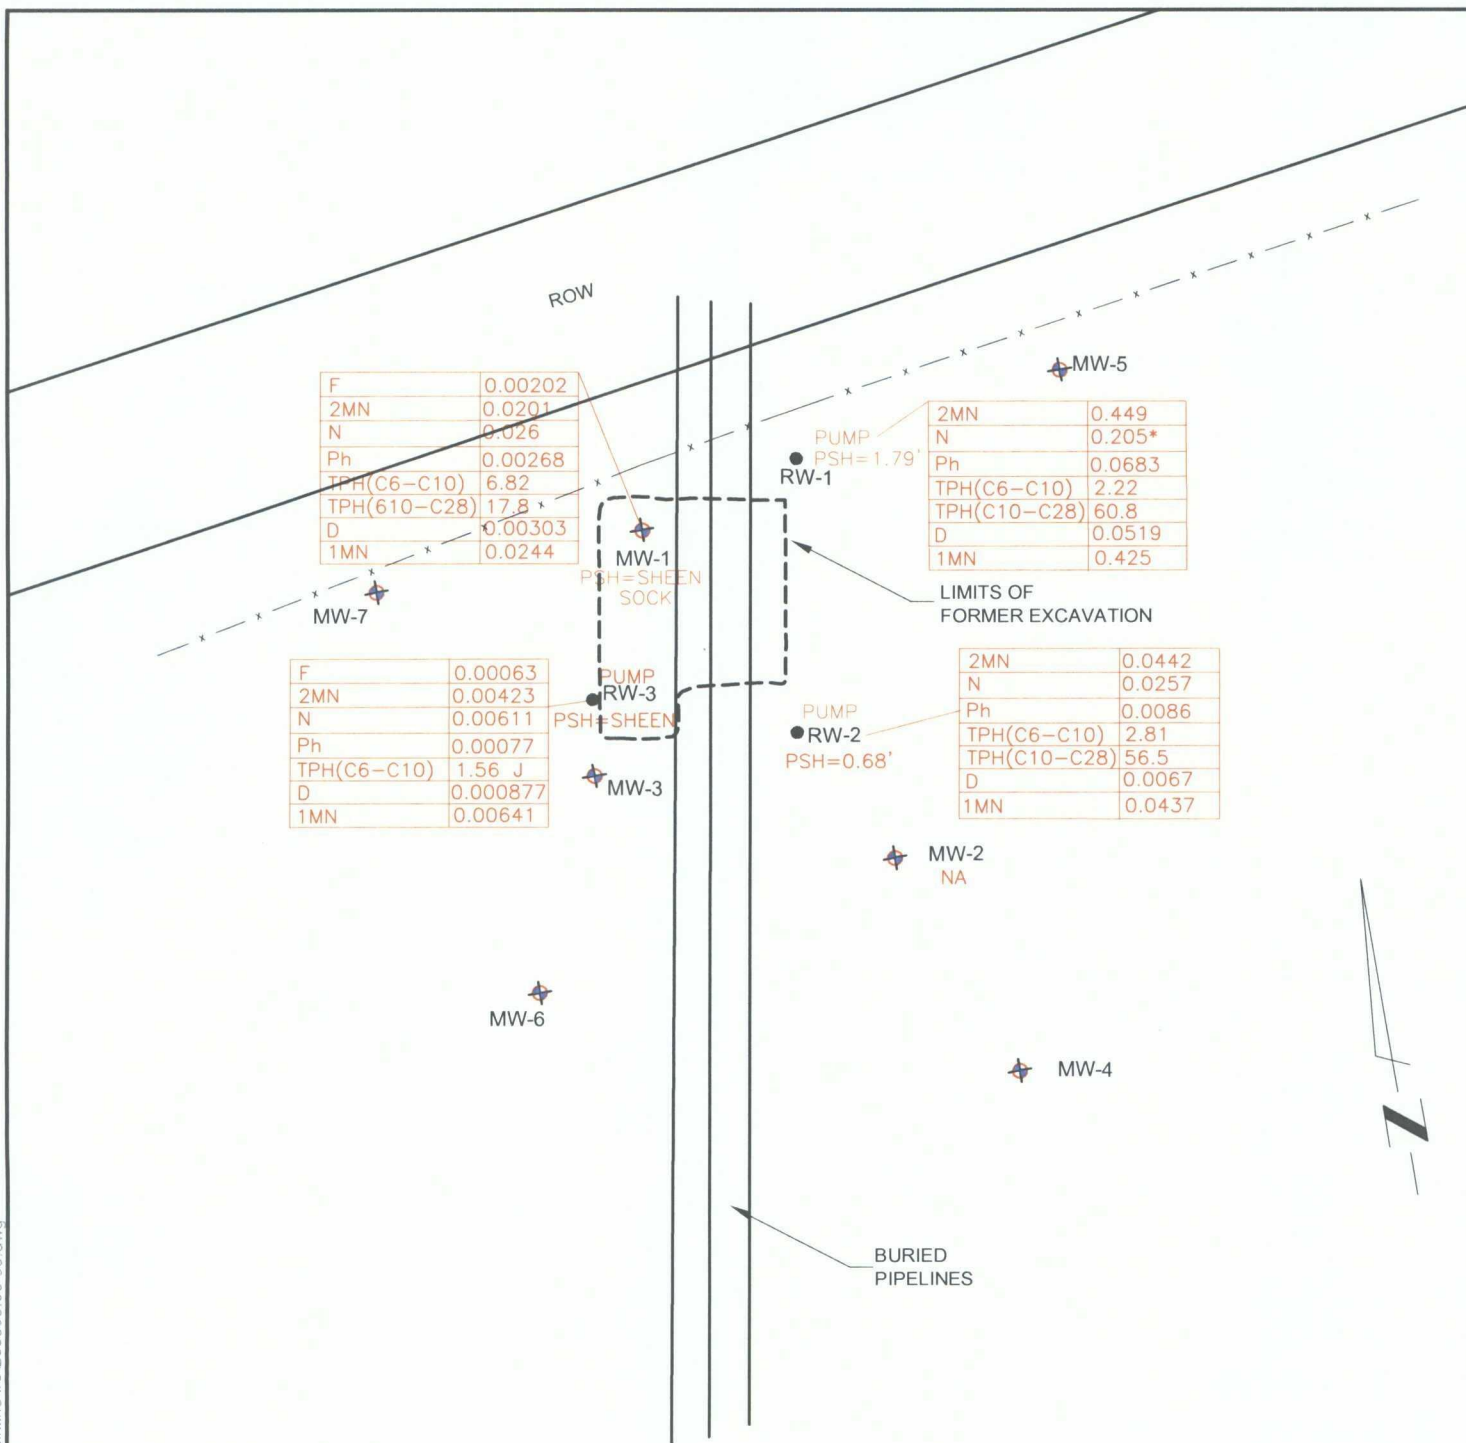 ROW
MW-5
F 0.00202
2MN 0.0201
N 0.026
Ph 0.00268
TPH(C6-C10) 6.82
TPH(610-C28) 17.8
D 0.00303
1MN 0.0244
PUMP
PSH=1.79'
RW-1
2MN 0.449
N 0.205*
Ph 0.0683
TPH(C6-C10) 2.22
TPH(C10-C28) 60.8
D 0.0519
1MN 0.425
MW-1
PSH=SHEEN
SOCK
MW-7
LIMITS OF
FORMER EXCAVATION
F 0.00063
2MN 0.00423
N 0.00611
Ph 0.00077
TPH(C6-C10) 1.56 J
D 0.000877
1MN 0.00641
PUMP
RW-3
PSH=SHEEN
PUMP
RW-2
PSH=0.68'
2MN 0.0442
N 0.0257
Ph 0.0086
TPH(C6-C10) 2.81
TPH(C10-C28) 56.5
D 0.0067
1MN 0.0437
MW-3
MW-2
NA
MW-6
MW-4
N
BURIED
PIPELINES